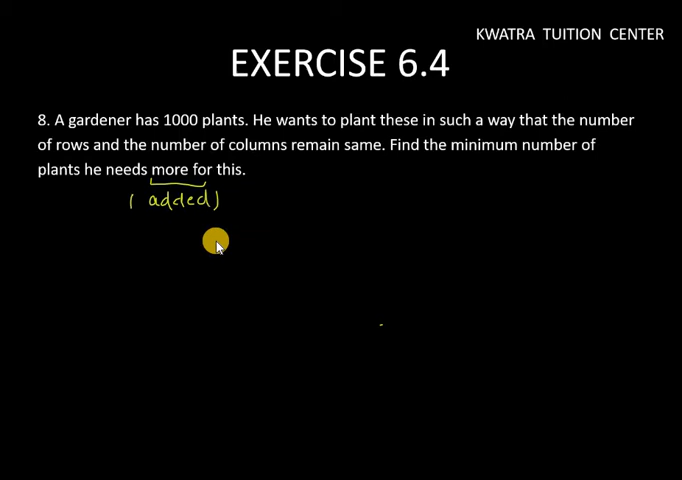 KWATRA TUITION CENTER
EXERCISE 6.4
8. A gardener has 1000 plants. He wants to plant these in such a way that the number
of rows and the number of columns remain same. Find the minimum number of
plants he needs more for this.
( added )